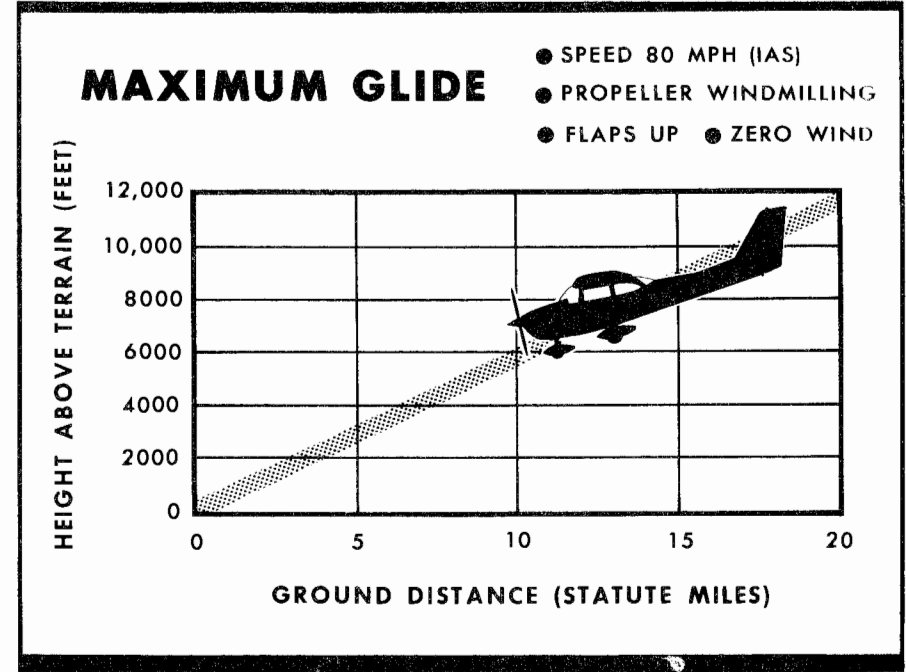 MAXIMUM GLIDE
● SPEED 80 MPH (IAS)
● PROPELLER WINDMILLING
● FLAPS UP ● ZERO WIND
HEIGHT ABOVE TERRAIN (FEET)
12,000
10,000
8000
6000
4000
2000
0
0 5 10 15 20
GROUND DISTANCE (STATUTE MILES)